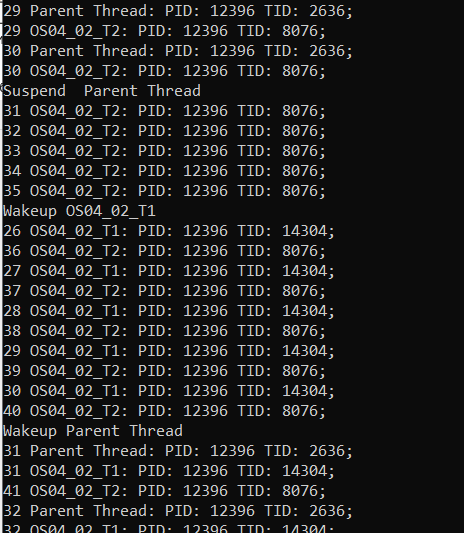 29 Parent Thread: PID: 12396 TID: 2636;
29 OS04_02_T2: PID: 12396 TID: 8076;
30 Parent Thread: PID: 12396 TID: 2636;
30 OS04_02_T2: PID: 12396 TID: 8076;
Suspend  Parent Thread
31 OS04_02_T2: PID: 12396 TID: 8076;
32 OS04_02_T2: PID: 12396 TID: 8076;
33 OS04_02_T2: PID: 12396 TID: 8076;
34 OS04_02_T2: PID: 12396 TID: 8076;
35 OS04_02_T2: PID: 12396 TID: 8076;
Wakeup OS04_02_T1
26 OS04_02_T1: PID: 12396 TID: 14304;
36 OS04_02_T2: PID: 12396 TID: 8076;
27 OS04_02_T1: PID: 12396 TID: 14304;
37 OS04_02_T2: PID: 12396 TID: 8076;
28 OS04_02_T1: PID: 12396 TID: 14304;
38 OS04_02_T2: PID: 12396 TID: 8076;
29 OS04_02_T1: PID: 12396 TID: 14304;
39 OS04_02_T2: PID: 12396 TID: 8076;
30 OS04_02_T1: PID: 12396 TID: 14304;
40 OS04_02_T2: PID: 12396 TID: 8076;
Wakeup Parent Thread
31 Parent Thread: PID: 12396 TID: 2636;
31 OS04_02_T1: PID: 12396 TID: 14304;
41 OS04_02_T2: PID: 12396 TID: 8076;
32 Parent Thread: PID: 12396 TID: 2636;
32 OS04_02_T1: PID: 12396 TID: 14304;